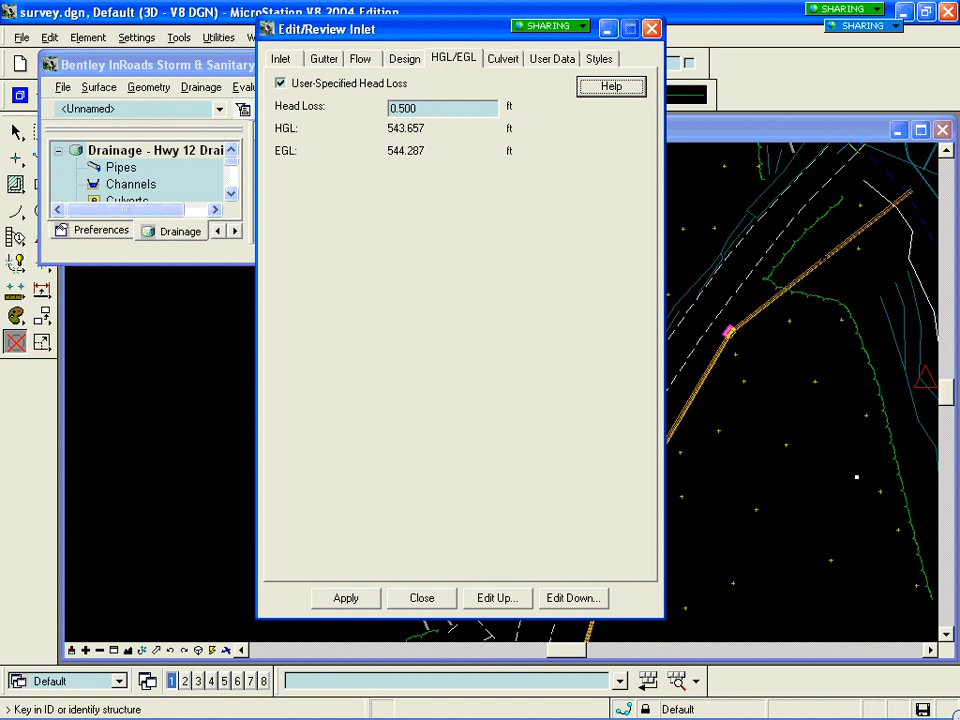 survey.dgn, Default (3D - V8 DGN) - MicroStation V8 2004 Edition
SHARING
SHARING
File Edit Element Settings Tools Utilities
Edit/Review Inlet
SHARING
Bentley InRoads Storm & Sanitary
File Surface Geometry Drainage
<Unnamed>
Drainage - Hwy 12 Drai
Pipes
Channels
Culverts
Preferences Drainage
Inlet Gutter Flow Design HGL/EGL Culvert User Data Styles
User-Specified Head Loss
Help
Head Loss: 0.500 ft
HGL: 543.657 ft
EGL: 544.287 ft
Apply Close Edit Up... Edit Down...
Default 1 2 3 4 5 6 7 8
> Key in ID or identify structure
Default